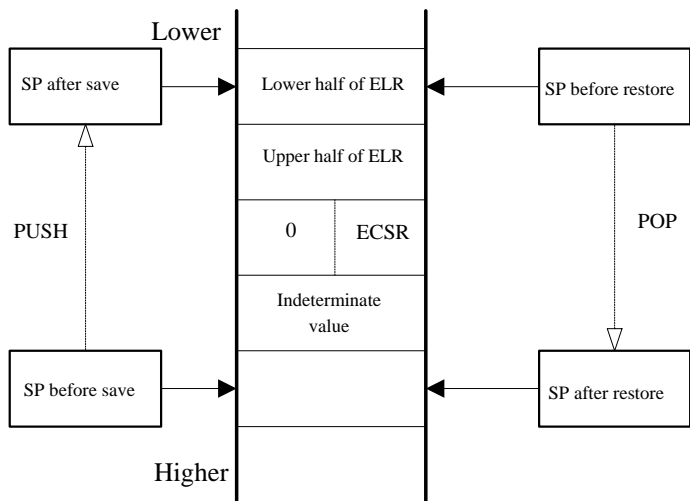 Lower
SP after save
Lower half of ELR
SP before restore
Upper half of ELR
PUSH
0
ECSR
POP
Indeterminate
value
SP before save
SP after restore
Higher